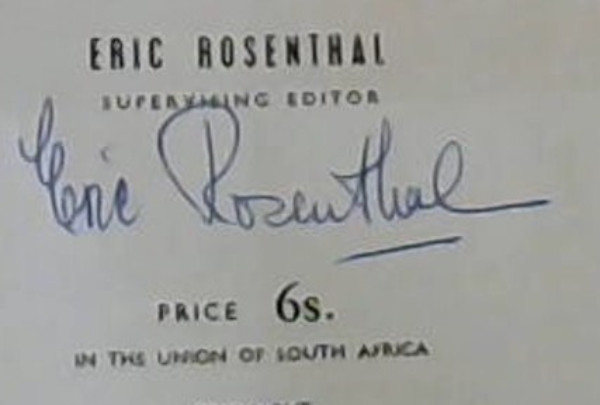 ERIC ROSENTHAL
SUPERVISING EDITOR
Eric Rosenthal
PRICE 6s.
IN THE UNION OF SOUTH AFRICA